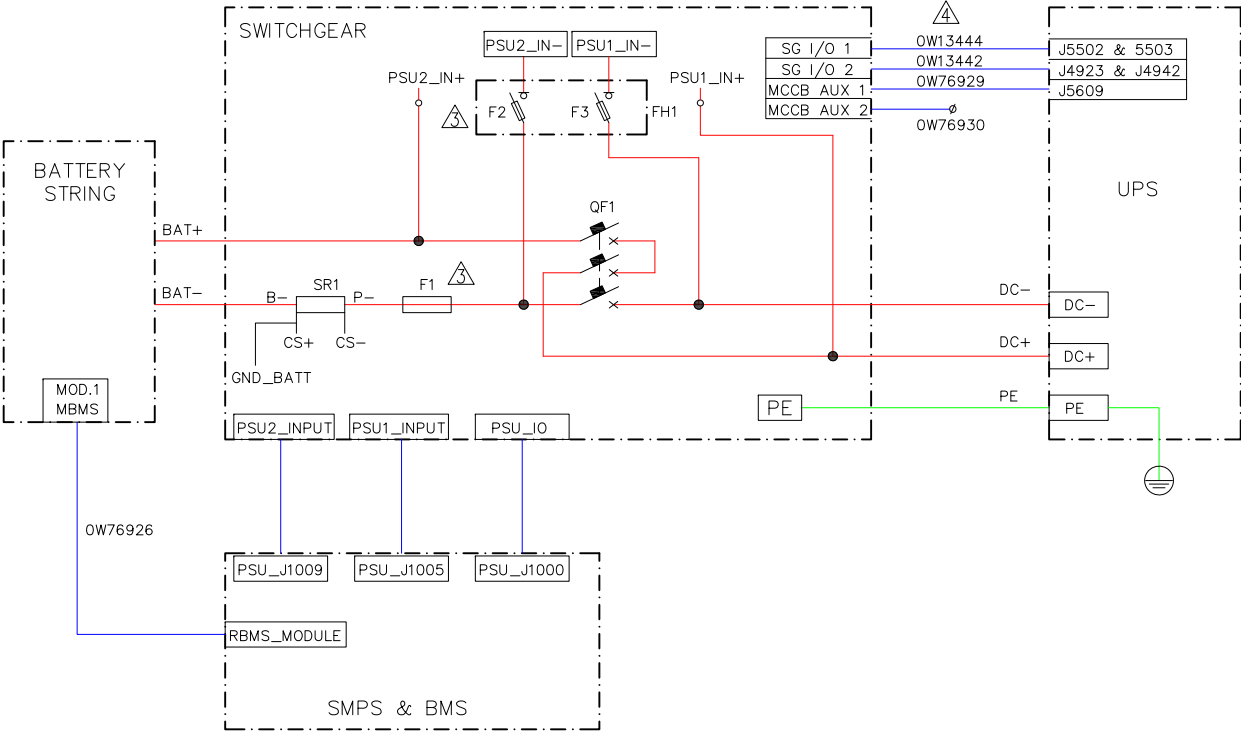 4
SWITCHGEAR
PSU2_IN-
PSU1_IN-
SG I/O 1
0W13444
J5502 & 5503
SG I/O 2
0W13442
J4923 & J4942
MCCB AUX 1
0W76929
J5609
MCCB AUX 2
0W76930
PSU2_IN+
PSU1_IN+
3
F2
F3
FH1
BATTERY
STRING
UPS
QF1
BAT+
BAT-
B-
SR1
P-
F1
3
DC-
DC-
CS+
CS-
DC+
DC+
GND_BATT
MOD.1
MBMS
PE
PE
PE
PSU2_INPUT
PSU1_INPUT
PSU_IO
0W76926
PSU_J1009
PSU_J1005
PSU_J1000
RBMS_MODULE
SMPS & BMS